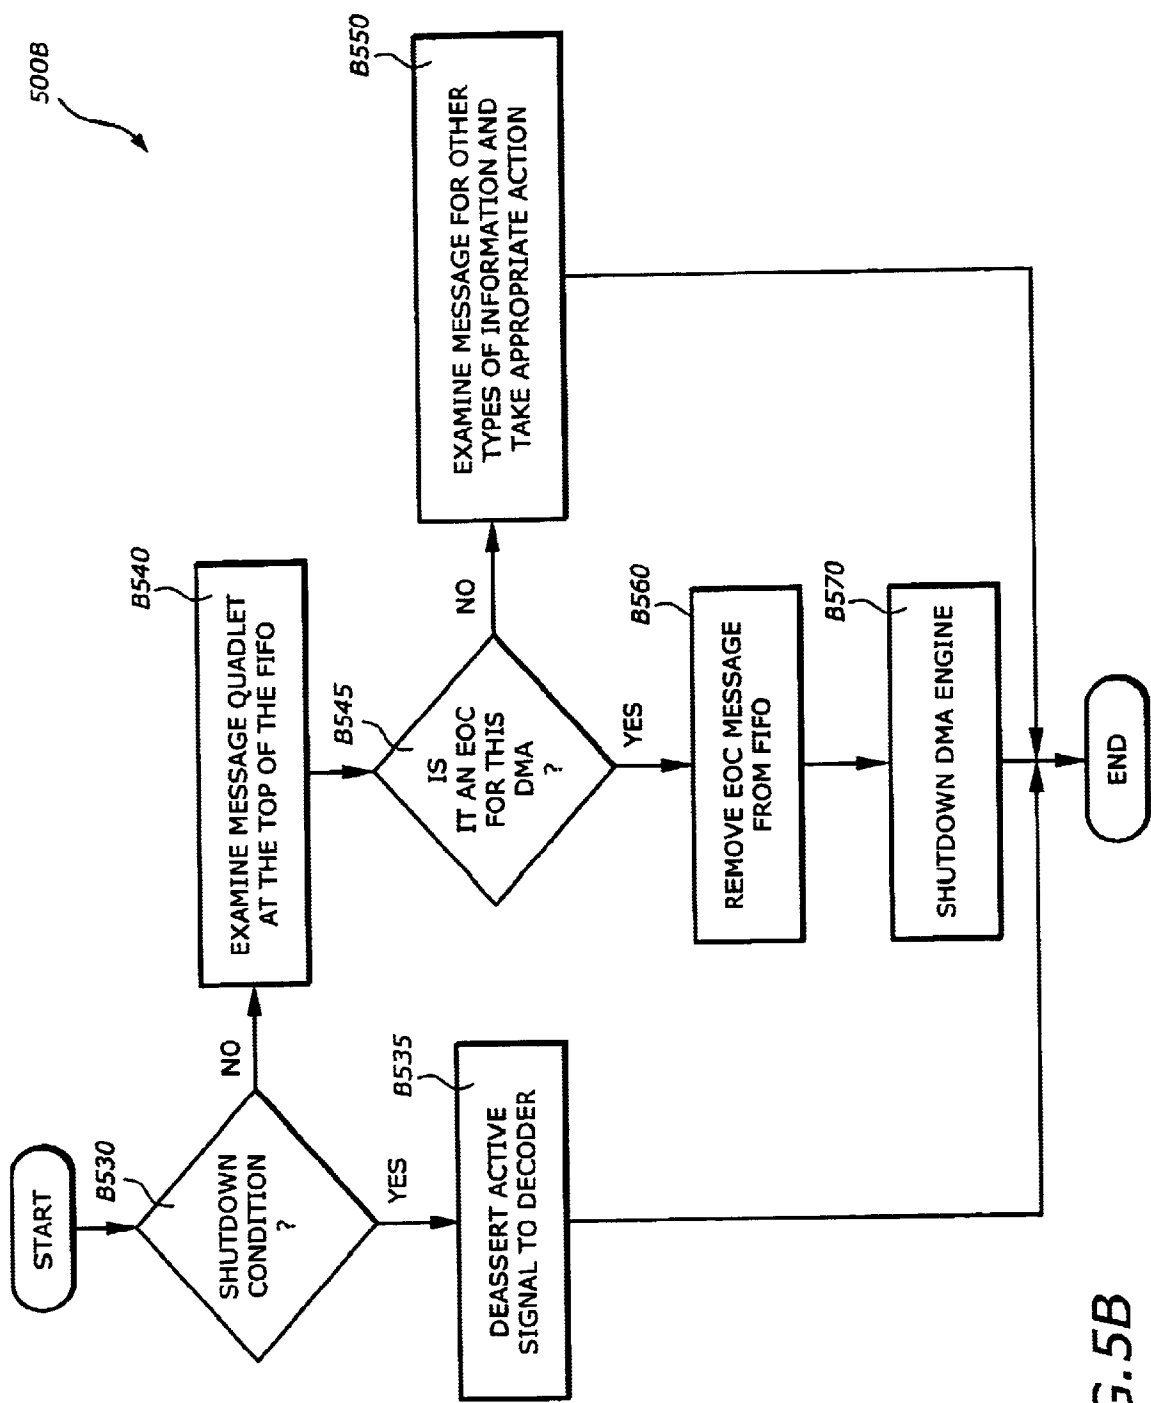 500B
START
B530
SHUTDOWN
CONDITION
?
NO
YES
B535
DEASSERT ACTIVE
SIGNAL TO DECODER
B540
EXAMINE MESSAGE QUADLET
AT THE TOP OF THE FIFO
B545
IS
IT AN EOC
FOR THIS
DMA
?
NO
YES
B550
EXAMINE MESSAGE FOR OTHER
TYPES OF INFORMATION AND
TAKE APPROPRIATE ACTION
B560
REMOVE EOC MESSAGE
FROM FIFO
B570
SHUTDOWN DMA ENGINE
END
G.5B